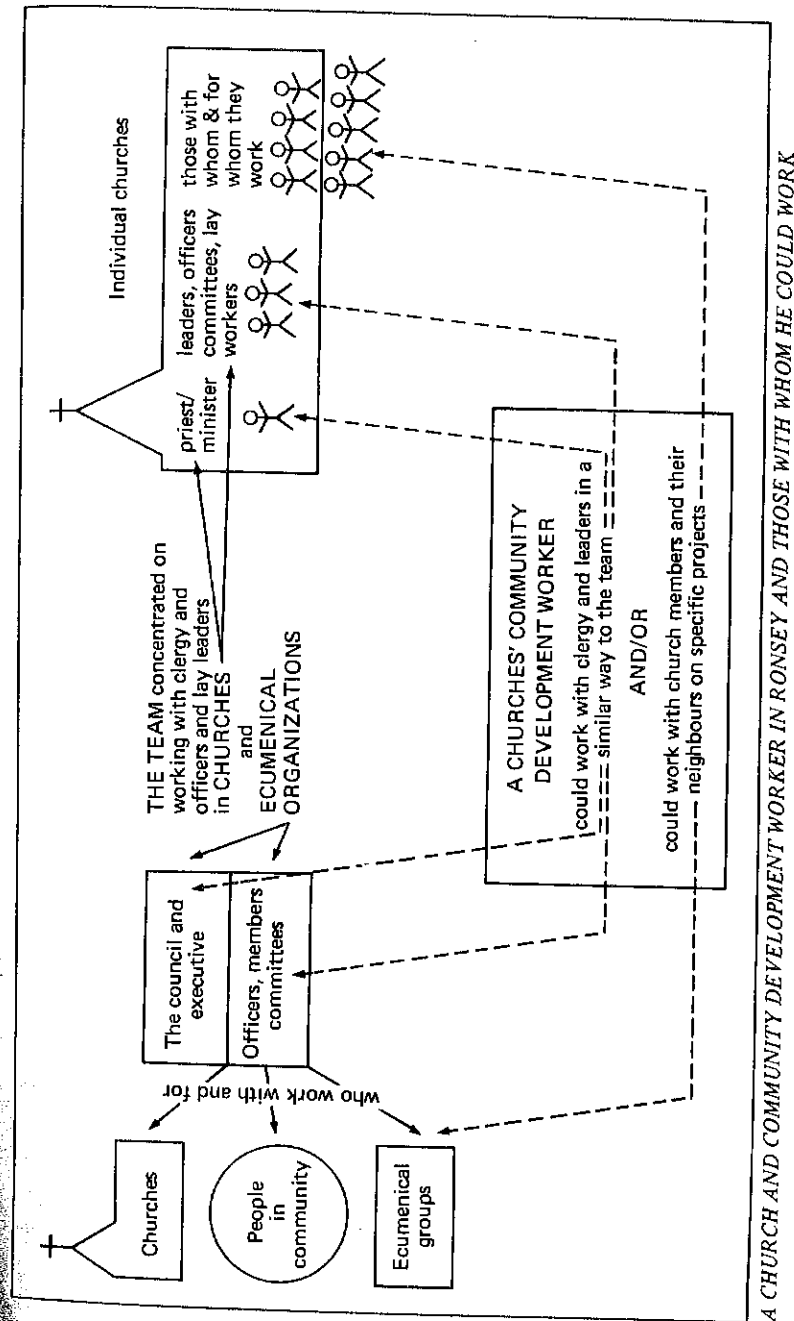 Individual churches
priest/
minister
leaders, officers
committees, lay
workers
those with
whom & for
whom they
work
THE TEAM concentrated on
working with clergy and
officers and lay leaders
in CHURCHES
and
ECUMENICAL
ORGANIZATIONS
The council and
executive
Officers, members
committees
who work with and for
Churches
People
in
community
Ecumenical
groups
A CHURCHES' COMMUNITY
DEVELOPMENT WORKER
could work with clergy and leaders in a
similar way to the team
AND/OR
could work with church members and their
neighbours on specific projects
A CHURCH AND COMMUNITY DEVELOPMENT WORKER IN RONSEY AND THOSE WITH WHOM HE COULD WORK